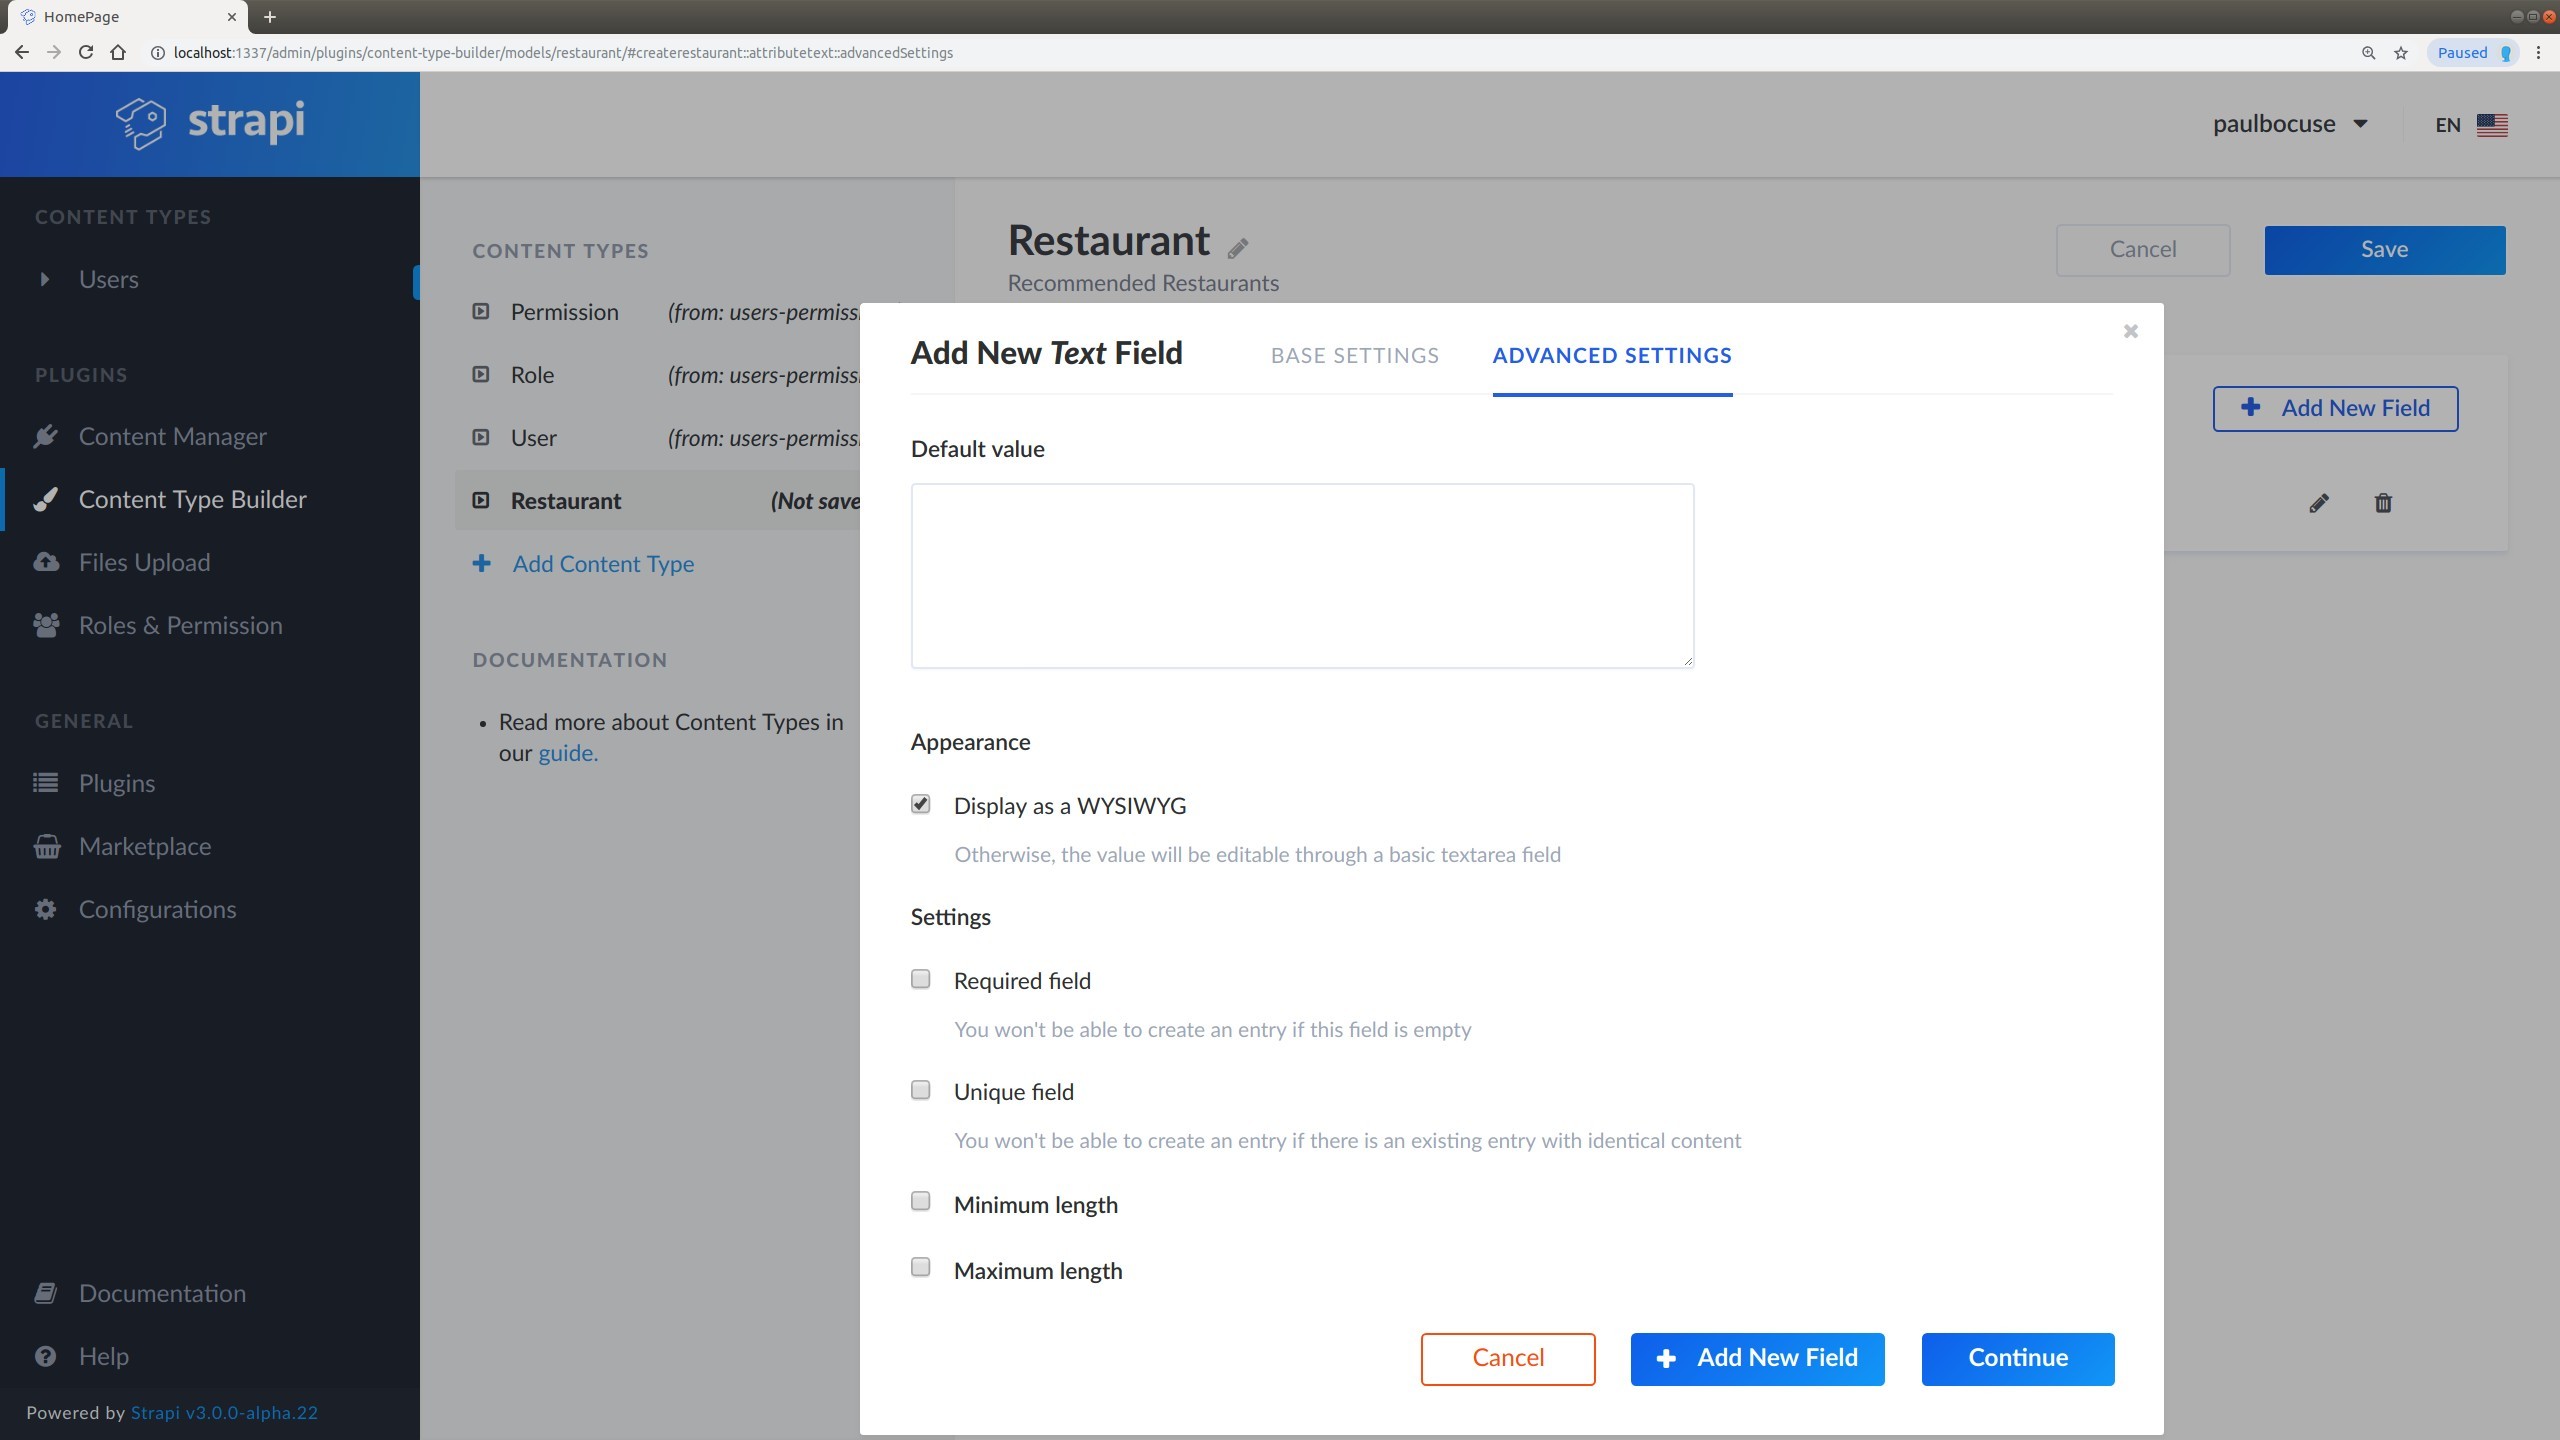 HomePage
localhost:1337/admin/plugins/content-type-builder/models/restaurant/#createrestaurant::attributetext::advancedSettings
Paused
strapi
paulbocuse
EN
CONTENT TYPES
Users
PLUGINS
Content Manager
Content Type Builder
Files Upload
Roles & Permission
GENERAL
Plugins
Marketplace
Configurations
Documentation
Help
Powered by Strapi v3.0.0-alpha.22
CONTENT TYPES
Permission (from: users-permiss
Role (from: users-permiss
User (from: users-permiss
Restaurant (Not save
Add Content Type
DOCUMENTATION
Read more about Content Types in
our guide.
Restaurant
Recommended Restaurants
Cancel
Save
Add New Field
Add New Text Field
BASE SETTINGS
ADVANCED SETTINGS
Default value
Appearance
Display as a WYSIWYG
Otherwise, the value will be editable through a basic textarea field
Settings
Required field
You won't be able to create an entry if this field is empty
Unique field
You won't be able to create an entry if there is an existing entry with identical content
Minimum length
Maximum length
Cancel
Add New Field
Continue